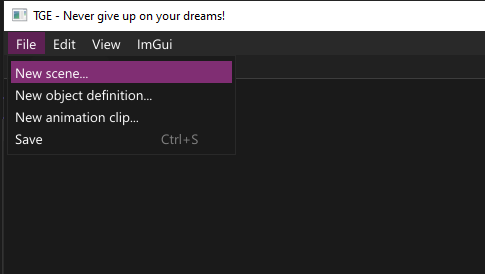 TGE - Never give up on your dreams!
File Edit View ImGui
New scene...
New object definition...
New animation clip...
Save Ctrl+S